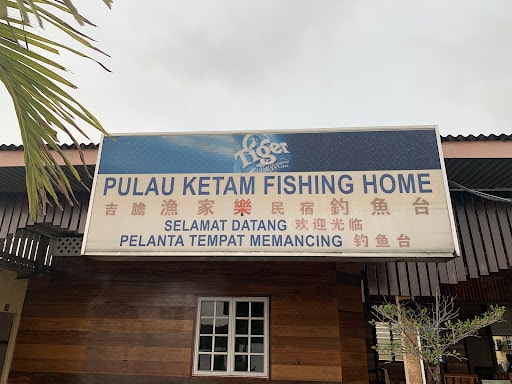 Tiger
PULAU KETAM FISHING HOME
吉膽漁家樂民宿釣魚台
SELAMAT DATANG 欢迎光临
PELANTA TEMPAT MEMANCING 钓鱼台